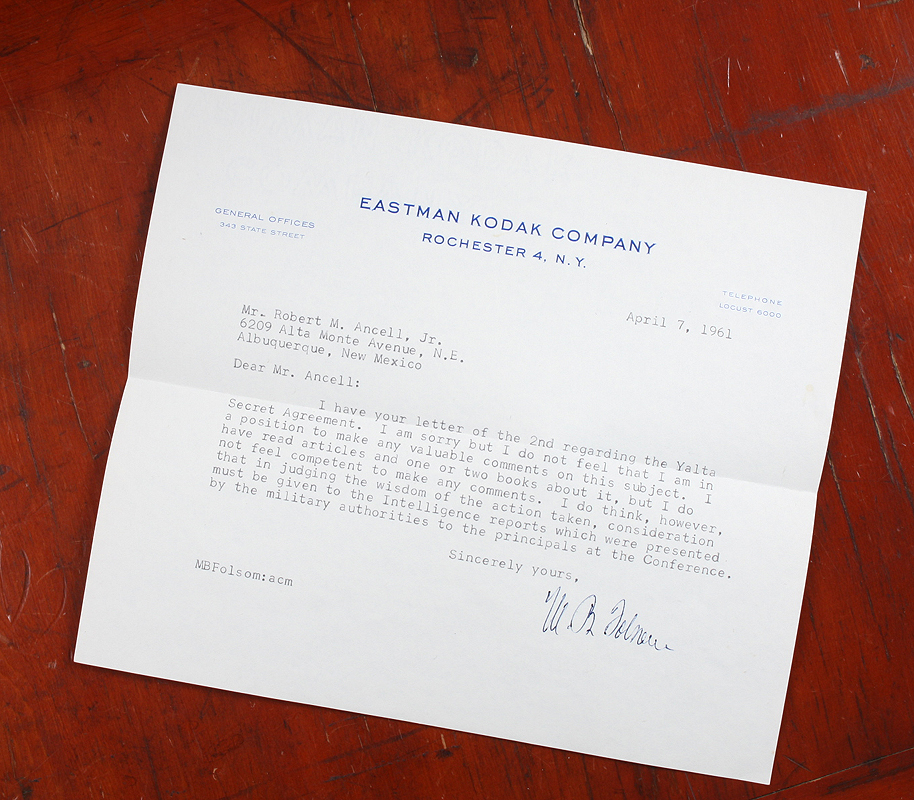 EASTMAN KODAK COMPANY
ROCHESTER 4, N.Y.
GENERAL OFFICES
343 STATE STREET
TELEPHONE
LOCUST 6000
April 7, 1961
Mr. Robert M. Ancell, Jr.
6209 Alta Monte Avenue, N.E.
Albuquerque, New Mexico
Dear Mr. Ancell:
I have your letter of the 2nd regarding the Yalta
Secret Agreement. I am sorry but I do not feel that I am in
a position to make any valuable comments on this subject. I
have read articles and one or two books about it, but I do
not feel competent to make any comments. I do think, however,
that in judging the wisdom of the action taken, consideration
must be given to the Intelligence reports which were presented
by the military authorities to the principals at the Conference.
Sincerely yours,
M. B. Folsom
MBFolsom:acm